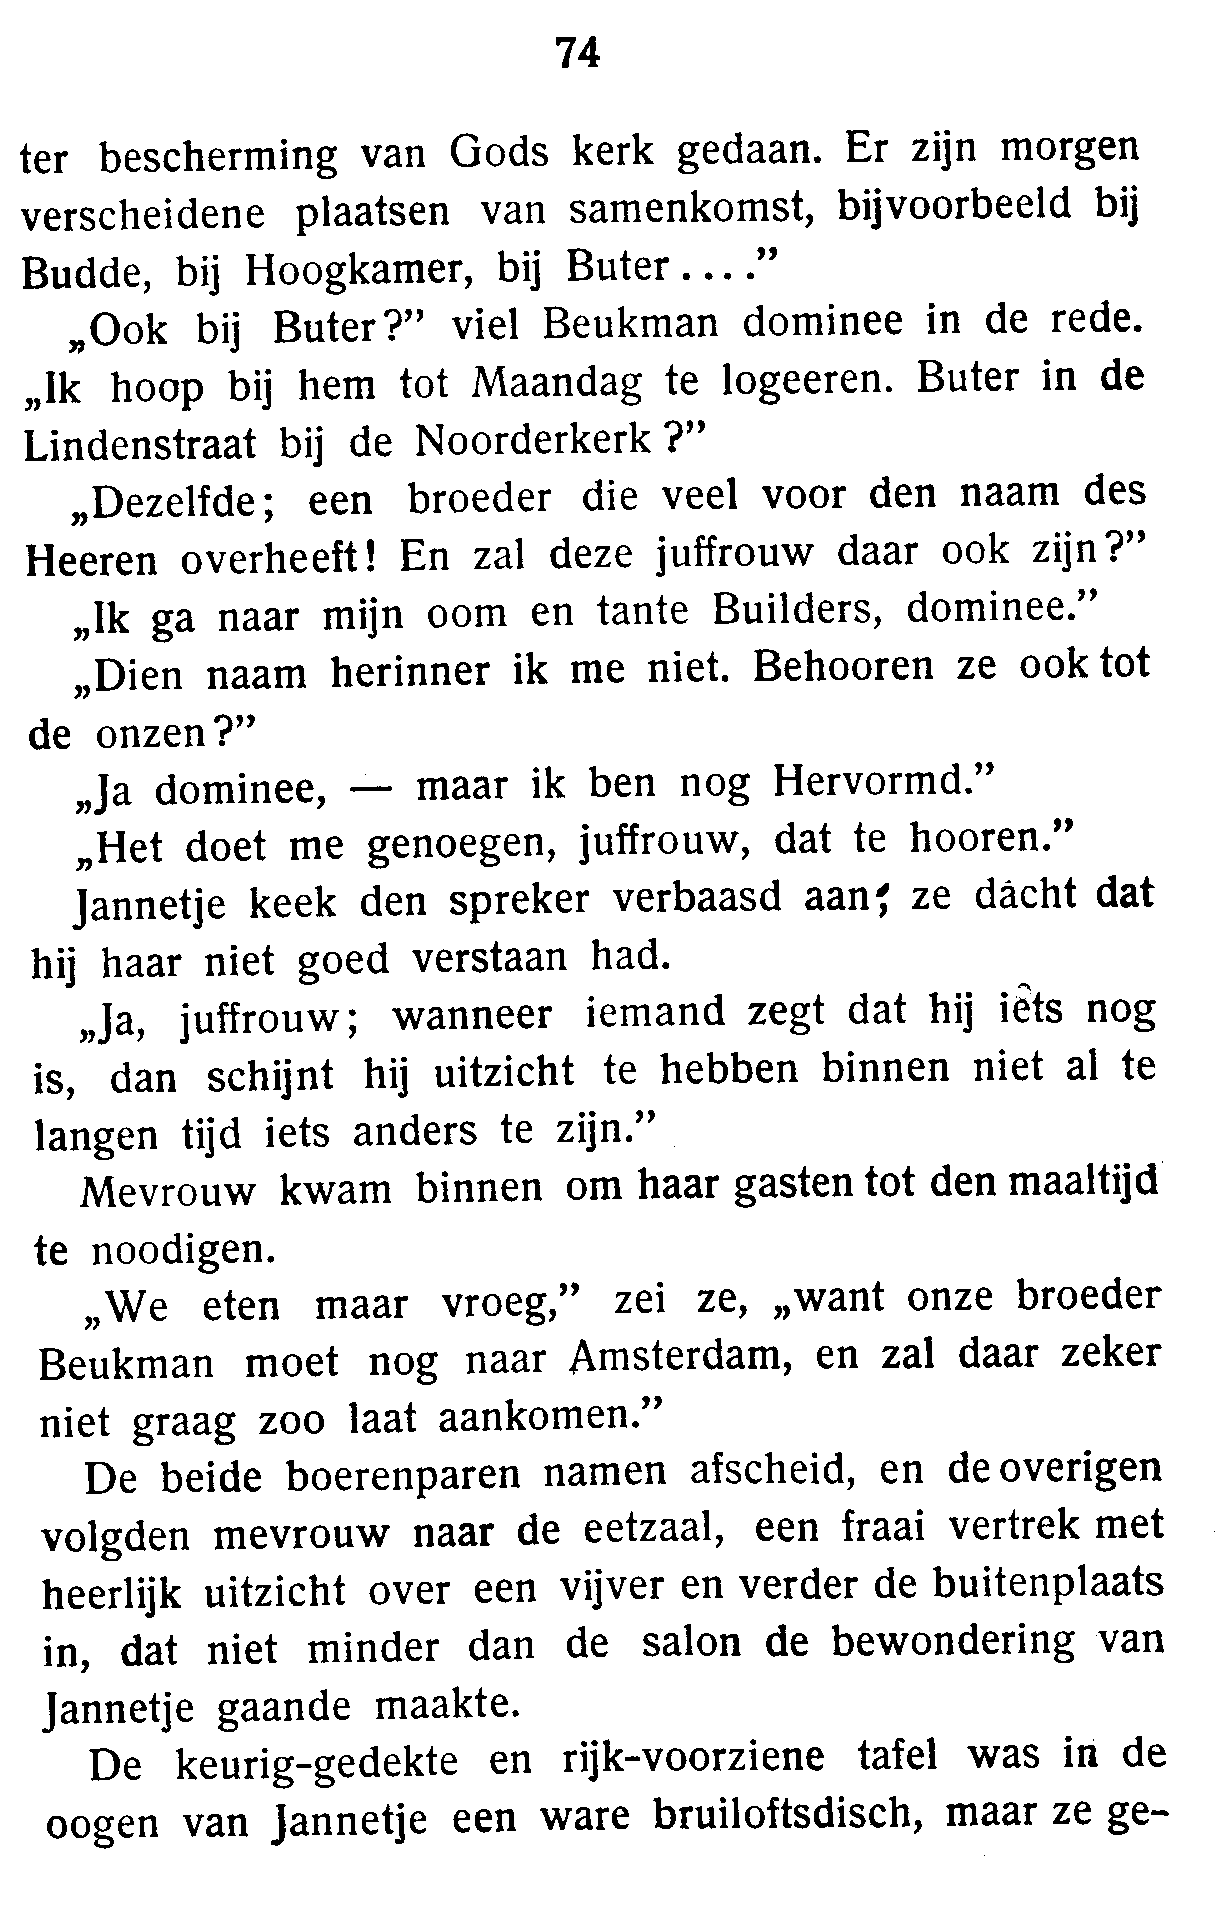 74
ter bescherming van Gods kerk gedaan. Er zijn morgen
verscheidene plaatsen van samenkomst, bijvoorbeeld bij
Budde, bij Hoogkamer, bij Buter . . . .”
„Ook bij Buter?” viel Beukman dominee in de rede.
„Ik hoop bij hem tot Maandag te logeeren. Buter in de
Lindenstraat bij de Noorderkerk?”
„Dezelfde; een broeder die veel voor den naam des
Heeren overheeft! En zal deze juffrouw daar ook zijn?”
„Ik ga naar mijn oom en tante Builders, dominee.”
„Dien naam herinner ik me niet. Behooren ze ook tot
de onzen?”
„Ja dominee, — maar ik ben nog Hervormd.”
„Het doet me genoegen, juffrouw, dat te hooren.”
Jannetje keek den spreker verbaasd aan; ze dacht dat
hij haar niet goed verstaan had.
„Ja, juffrouw; wanneer iemand zegt dat hij iets nog
is, dan schijnt hij uitzicht te hebben binnen niet al te
langen tijd iets anders te zijn.”
Mevrouw kwam binnen om haar gasten tot den maaltijd
te noodigen.
„We eten maar vroeg,” zei ze, „want onze broeder
Beukman moet nog naar Amsterdam, en zal daar zeker
niet graag zoo laat aankomen.”
De beide boerenparen namen afscheid, en de overigen
volgden mevrouw naar de eetzaal, een fraai vertrek met
heerlijk uitzicht over een vijver en verder de buitenplaats
in, dat niet minder dan de salon de bewondering van
Jannetje gaande maakte.
De keurig-gedekte en rijk-voorziene tafel was in de
oogen van Jannetje een ware bruiloftsdisch, maar ze ge-